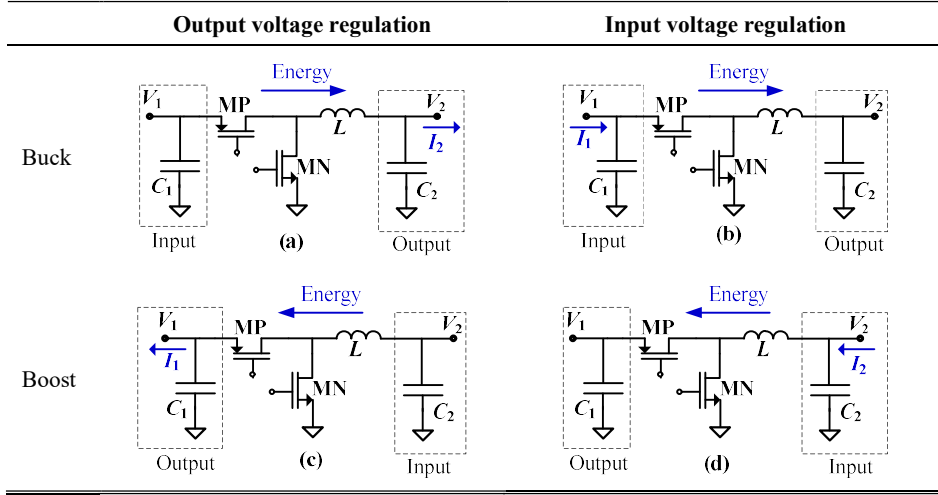 Output voltage regulation Input voltage regulation
Buck
Energy
V1 MP V2
L I2
C1 MN C2
Input (a) Output
Energy
V1 MP V2
I1 L
C1 MN C2
Input (b) Output
Boost
Energy
V1 MP V2
I1 L
C1 MN C2
Output (c) Input
Energy
V1 MP V2
L I2
C1 MN C2
Output (d) Input